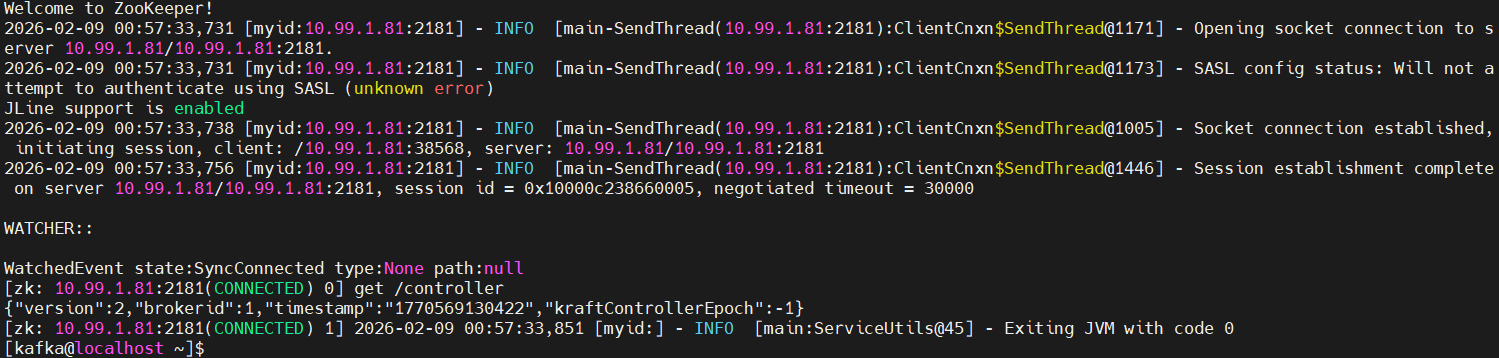 Welcome to ZooKeeper!
2026-02-09 00:57:33,731 [myid:10.99.1.81:2181] - INFO  [main-SendThread(10.99.1.81:2181):ClientCnxn$SendThread@1171] - Opening socket connection to s
erver 10.99.1.81/10.99.1.81:2181.
2026-02-09 00:57:33,731 [myid:10.99.1.81:2181] - INFO  [main-SendThread(10.99.1.81:2181):ClientCnxn$SendThread@1173] - SASL config status: Will not a
ttempt to authenticate using SASL (unknown error)
JLine support is enabled
2026-02-09 00:57:33,738 [myid:10.99.1.81:2181] - INFO  [main-SendThread(10.99.1.81:2181):ClientCnxn$SendThread@1005] - Socket connection established,
 initiating session, client: /10.99.1.81:38568, server: 10.99.1.81/10.99.1.81:2181
2026-02-09 00:57:33,756 [myid:10.99.1.81:2181] - INFO  [main-SendThread(10.99.1.81:2181):ClientCnxn$SendThread@1446] - Session establishment complete
 on server 10.99.1.81/10.99.1.81:2181, session id = 0x10000c238660005, negotiated timeout = 30000
WATCHER::
WatchedEvent state:SyncConnected type:None path:null
[zk: 10.99.1.81:2181(CONNECTED) 0] get /controller
{"version":2,"brokerid":1,"timestamp":"1770569130422","kraftControllerEpoch":-1}
[zk: 10.99.1.81:2181(CONNECTED) 1] 2026-02-09 00:57:33,851 [myid:] - INFO  [main:ServiceUtils@45] - Exiting JVM with code 0
[kafka@localhost ~]$